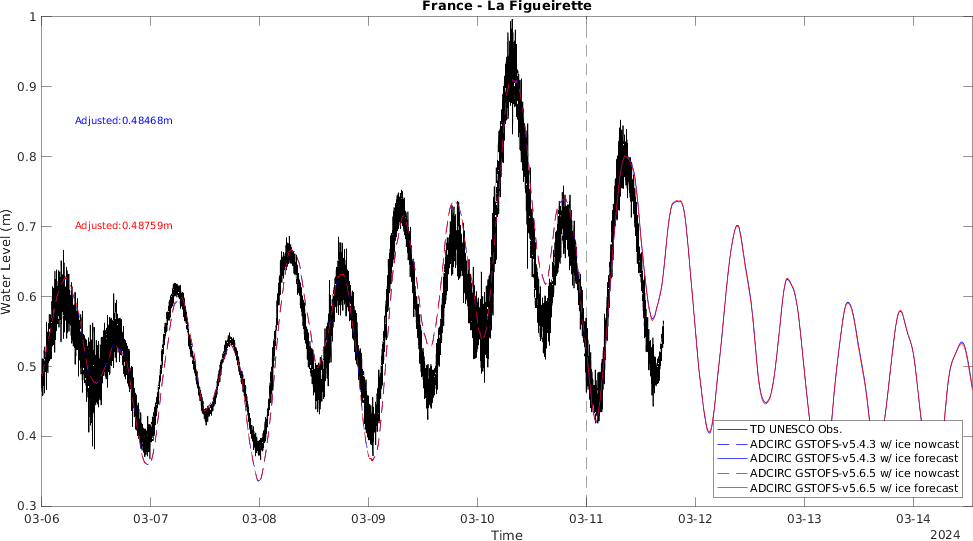 France - La Figueirette
1
0.9
0.8
0.7
0.6
0.5
0.4
0.3
Water Level (m)
Adjusted:0.48468m
Adjusted:0.48759m
TD UNESCO Obs.
ADCIRC GSTOFS-v5.4.3 w/ ice nowcast
ADCIRC GSTOFS-v5.4.3 w/ ice forecast
ADCIRC GSTOFS-v5.6.5 w/ ice nowcast
ADCIRC GSTOFS-v5.6.5 w/ ice forecast
03-06 03-07 03-08 03-09 03-10 03-11 03-12 03-13 03-14
Time
2024